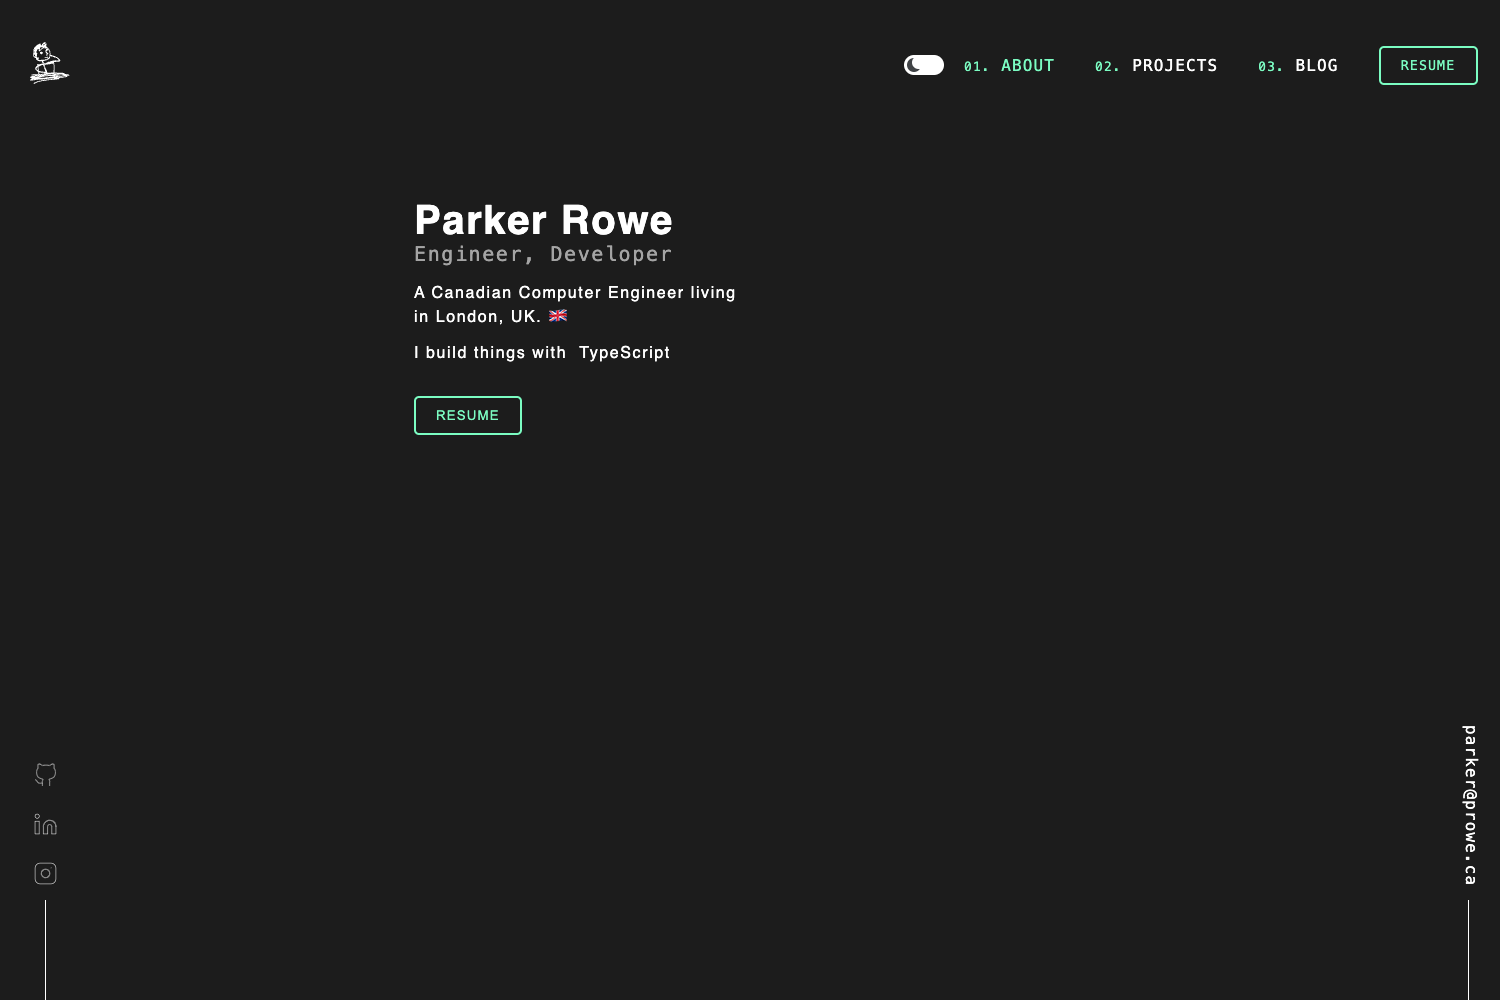 01. ABOUT
02. PROJECTS
03. BLOG
RESUME
Parker Rowe
Engineer, Developer
A Canadian Computer Engineer living
in London, UK. 🇬🇧
I build things with TypeScript
RESUME
parker@prowe.ca